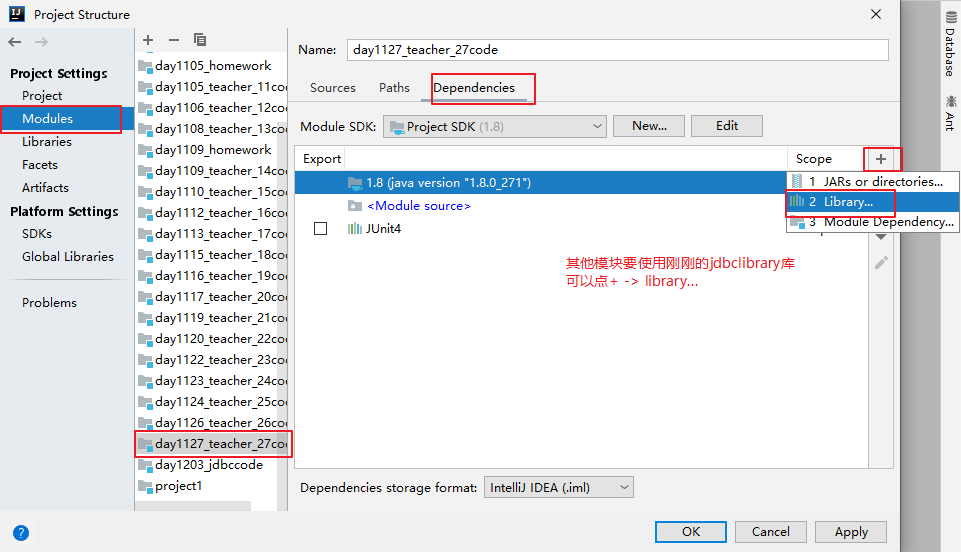 Project Structure
Project Settings
Project
Modules
Libraries
Facets
Artifacts
Platform Settings
SDKs
Global Libraries
Problems
day1105_homework
day1105_teacher_11co
day1106_teacher_12co
day1108_teacher_13co
day1109_homework
day1109_teacher_14co
day1110_teacher_15co
day1112_teacher_16co
day1113_teacher_17co
day1115_teacher_18co
day1116_teacher_19co
day1117_teacher_20co
day1119_teacher_21co
day1120_teacher_22co
day1122_teacher_23co
day1123_teacher_24co
day1124_teacher_25co
day1126_teacher_26co
day1127_teacher_27co
day1203_jdbccode
project1
Name: day1127_teacher_27code
Sources Paths Dependencies
Module SDK: Project SDK (1.8) New... Edit
Export Scope
1.8 (java version "1.8.0_271")
<Module source>
JUnit4
1 JARs or directories...
2 Library...
3 Module Dependency...
其他模块要使用刚刚的jdbclibrary库
可以点+ -> library...
Dependencies storage format: IntelliJ IDEA (.iml)
? OK Cancel Apply
Database
Ant